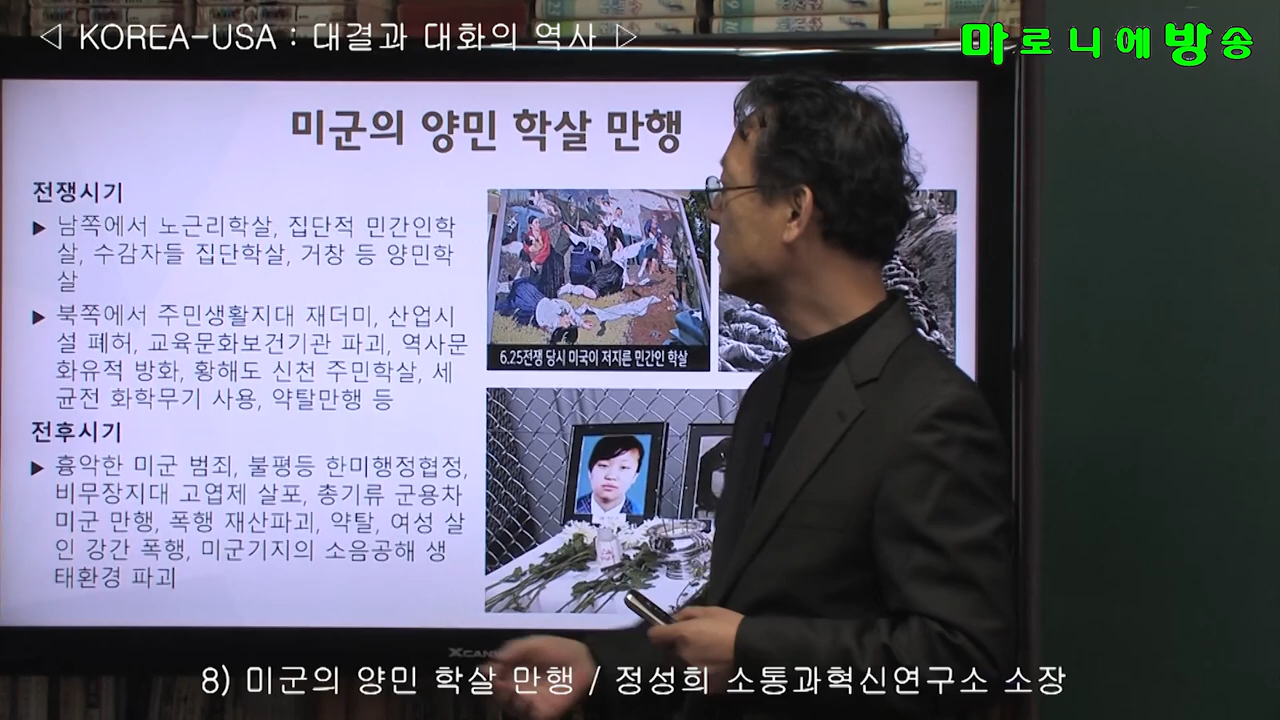 ◁ KOREA-USA : 대결과 대화의 역사 ▷
마로니에방송
미군의 양민 학살 만행
전쟁시기
▶ 남쪽에서 노근리학살, 집단적 민간인학
살, 수감자들 집단학살, 거창 등 양민학
살
▶ 북쪽에서 주민생활지대 재더미, 산업시
설 폐허, 교육문화보건기관 파괴, 역사문
화유적 방화, 황해도 신천 주민학살, 세
균전 화학무기 사용, 약탈만행 등
전후시기
▶ 흉악한 미군 범죄, 불평등 한미행정협정,
비무장지대 고엽제 살포, 총기류 군용차
미군 만행, 폭행 재산파괴, 약탈, 여성 살
인 강간 폭행, 미군기지의 소음공해 생
태환경 파괴
6.25전쟁 당시 미국이 저지른 민간인 학살
8) 미군의 양민 학살 만행 / 정성희 소통과혁신연구소 소장